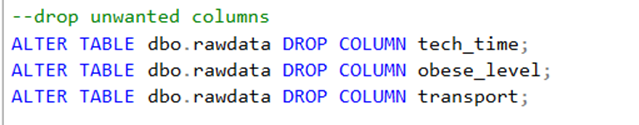 --drop unwanted columns
ALTER TABLE dbo.rawdata DROP COLUMN tech_time;
ALTER TABLE dbo.rawdata DROP COLUMN obese_level;
ALTER TABLE dbo.rawdata DROP COLUMN transport;